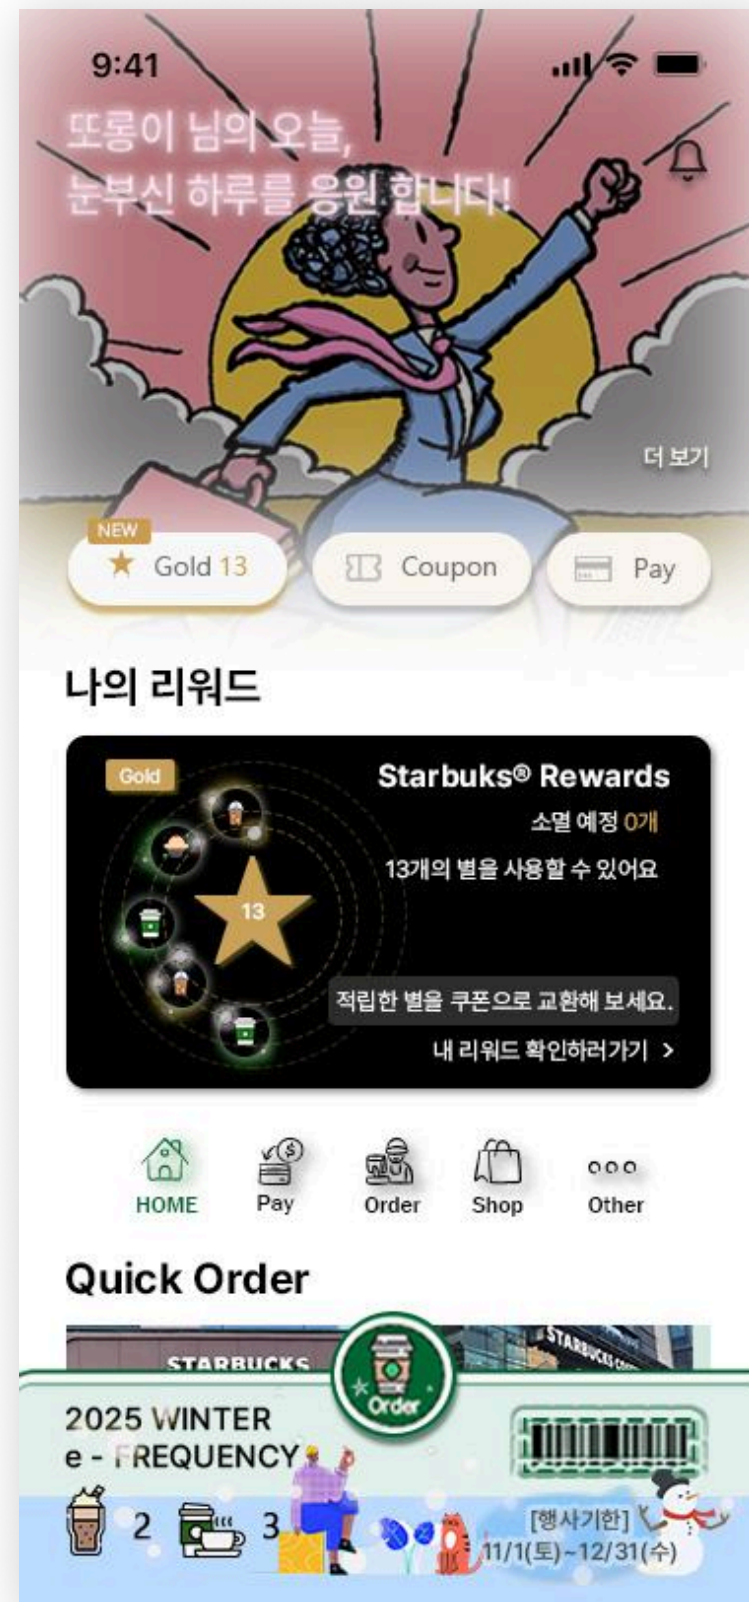 9:41
또롱이 님의 오늘,
눈부신 하루를 응원 합니다!
더 보기
NEW
Gold 13
Coupon
Pay
나의 리워드
Gold
Starbuks® Rewards
소멸 예정 0개
13개의 별을 사용할 수 있어요
13
적립한 별을 쿠폰으로 교환해 보세요.
내 리워드 확인하러가기 >
HOME
Pay
Order
Shop
Other
Quick Order
STARBUCKS
STARBUCKS COFFEE
Order
2025 WINTER
e - FREQUENCY
2
3
[행사기한]
11/1(토)~12/31(수)